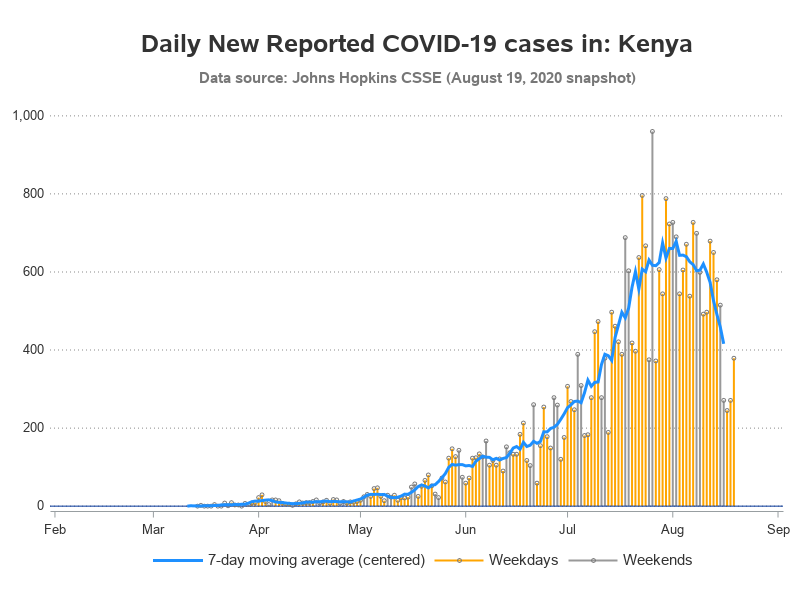 Daily New Reported COVID-19 cases in: Kenya
Data source: Johns Hopkins CSSE (August 19, 2020 snapshot)
1,000
800
600
400
200
0
Feb Mar Apr May Jun Jul Aug Sep
7-day moving average (centered) Weekdays Weekends